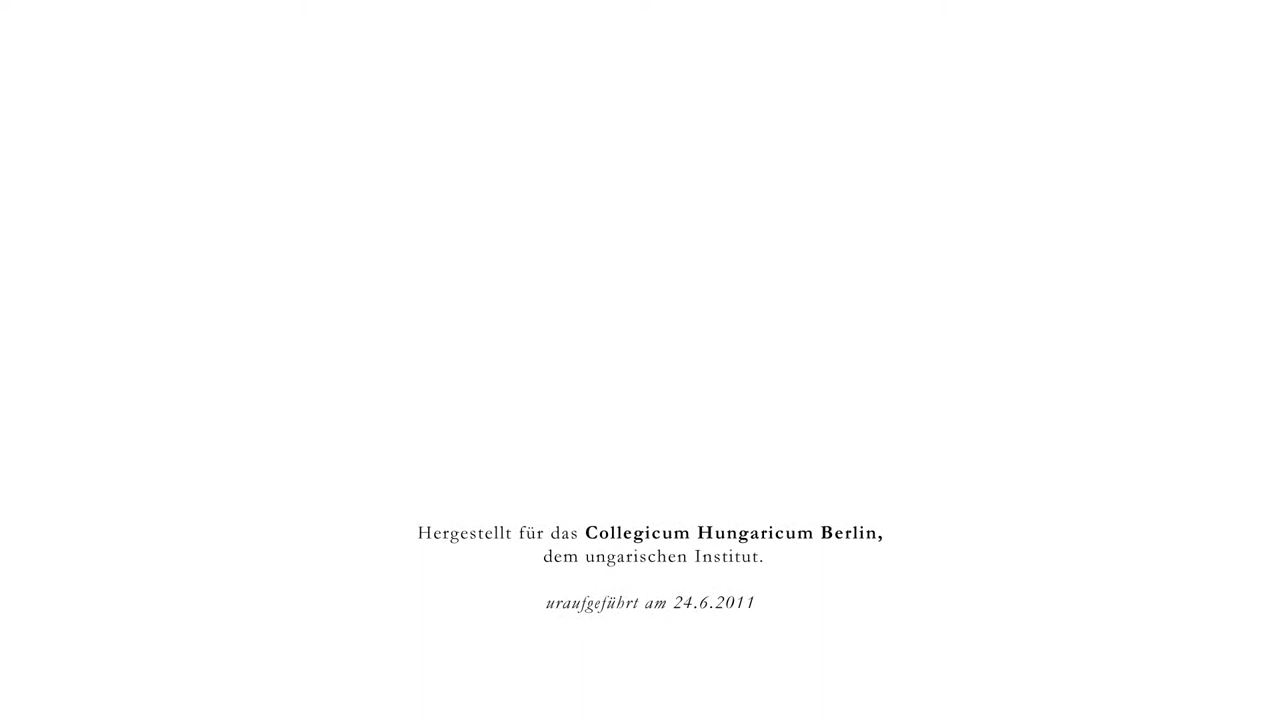 Hergestellt für das Collegicum Hungaricum Berlin,
dem ungarischen Institut.
uraufgeführt am 24.6.2011